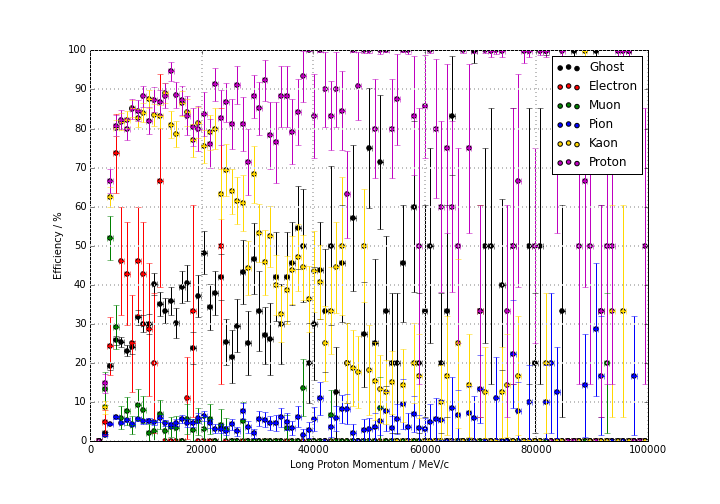 100
90
80
70
60
50
40
30
20
10
0
Efficiency / %
0
20000
40000
60000
80000
100000
Long Proton Momentum / MeV/c
Ghost
Electron
Muon
Pion
Kaon
Proton